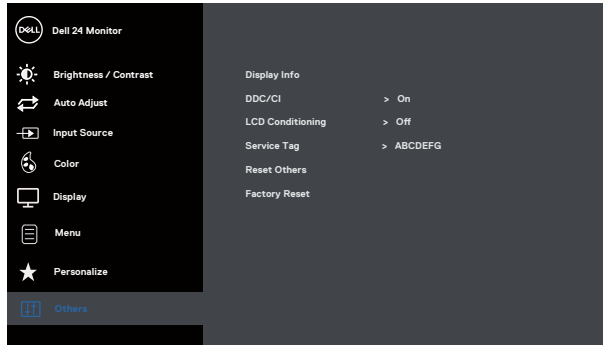 DELL Dell 24 Monitor
Brightness / Contrast
Auto Adjust
Input Source
Color
Display
Menu
Personalize
Others
Display Info
DDC/CI > On
LCD Conditioning > Off
Service Tag > ABCDEFG
Reset Others
Factory Reset